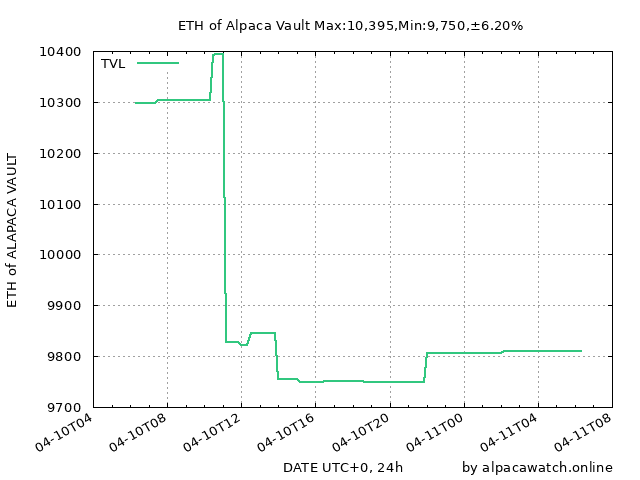 ETH of Alpaca Vault Max:10,395,Min:9,750,±6.20%
TVL
ETH of ALAPACA VAULT
10400
10300
10200
10100
10000
9900
9800
9700
04-10T04
04-10T08
04-10T12
04-10T16
04-10T20
04-11T00
04-11T04
04-11T08
DATE UTC+0, 24h
by alpacawatch.online